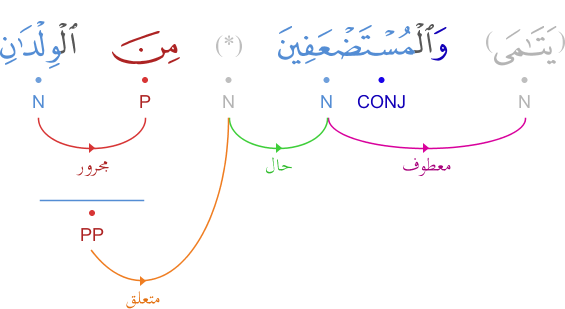 (يَتَـٰمَى) وَٱلْمُسْتَضْعَفِينَ (*) مِنَ ٱلْوِلْدَٰنِ
N CONJ N N P N
معطوف حال مجرور
PP
متعلق